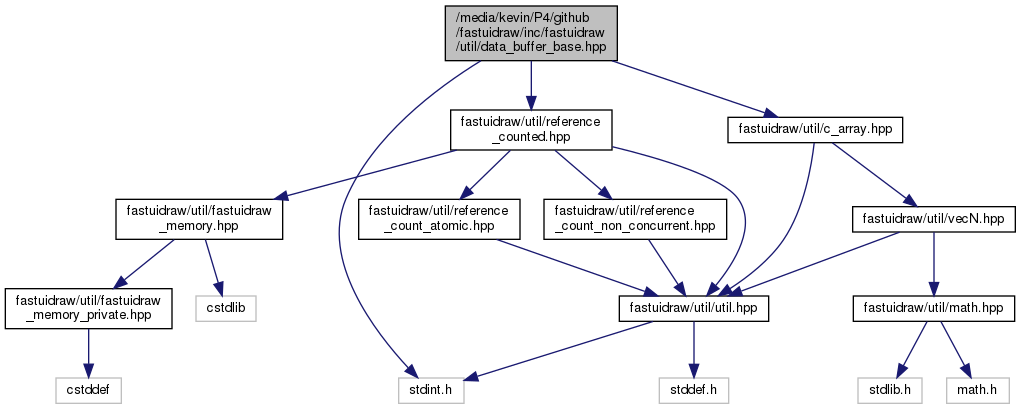 /media/kevin/P4/github
/fastuidraw/inc/fastuidraw
/util/data_buffer_base.hpp
fastuidraw/util/reference
_counted.hpp
fastuidraw/util/c_array.hpp
fastuidraw/util/fastuidraw
_memory.hpp
fastuidraw/util/reference
_count_atomic.hpp
fastuidraw/util/reference
_count_non_concurrent.hpp
fastuidraw/util/vecN.hpp
fastuidraw/util/fastuidraw
_memory_private.hpp
cstdlib
fastuidraw/util/util.hpp
fastuidraw/util/math.hpp
cstddef
stdint.h
stddef.h
stdlib.h
math.h